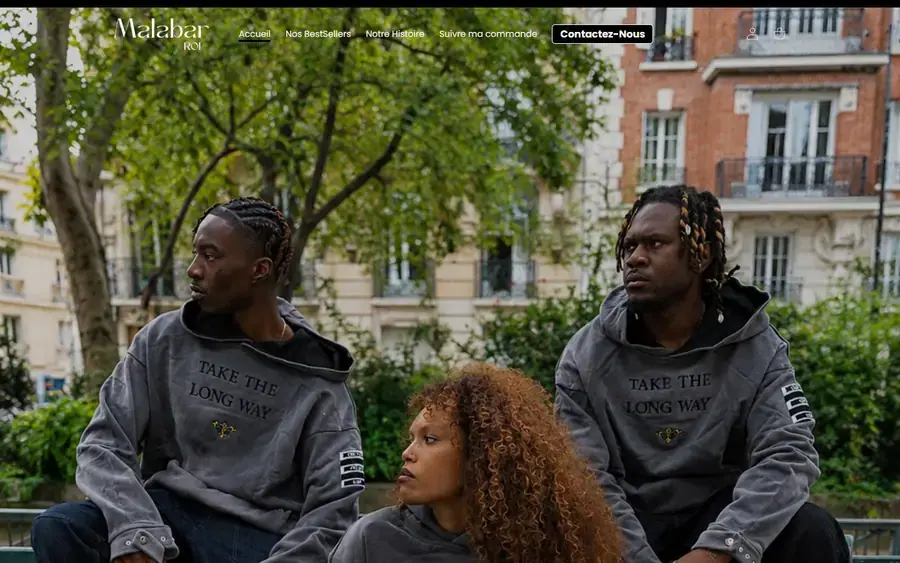 Malabar
ROI
Accueil
Nos BestSellers
Notre Histoire
Suivre ma commande
Contactez-Nous
TAKE THE
LONG WAY
TAKE THE
LONG WAY